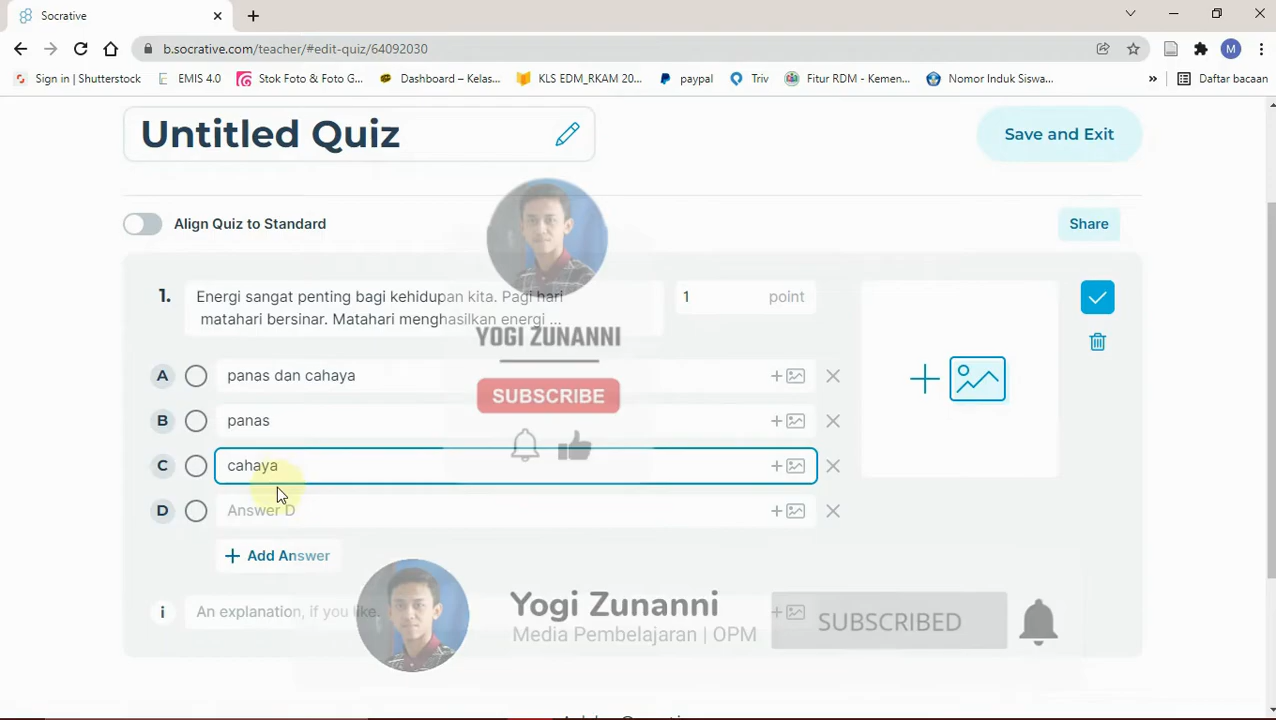 Socrative
b.socrative.com/teacher/#edit-quiz/64092030
M
Sign in | Shutterstock
EMIS 4.0
Stok Foto & Foto G...
Dashboard – Kelas...
KLS EDM_RKAM 20...
paypal
Triv
Fitur RDM - Kemen...
Nomor Induk Siswa...
»
Daftar bacaan
Untitled Quiz
Save and Exit
Align Quiz to Standard
Share
1.
Energi sangat penting bagi kehidupan kita. Pagi hari
matahari bersinar. Matahari menghasilkan energi ...
1
point
YOGI ZUNANNI
A
panas dan cahaya
SUBSCRIBE
B
panas
C
cahaya
D
Answer D
+ Add Answer
i
An explanation, if you like.
Yogi Zunanni
Media Pembelajaran | OPM
SUBSCRIBED